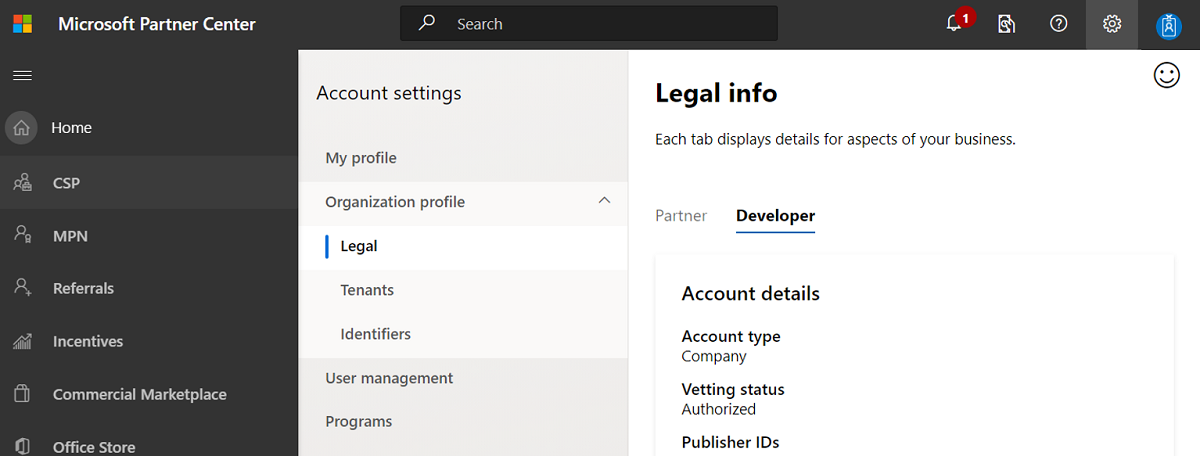 Microsoft Partner Center
Search
1
Home
CSP
MPN
Referrals
Incentives
Commercial Marketplace
Office Store
Account settings
My profile
Organization profile
Legal
Tenants
Identifiers
User management
Programs
Legal info
Each tab displays details for aspects of your business.
Partner Developer
Account details
Account type
Company
Vetting status
Authorized
Publisher IDs